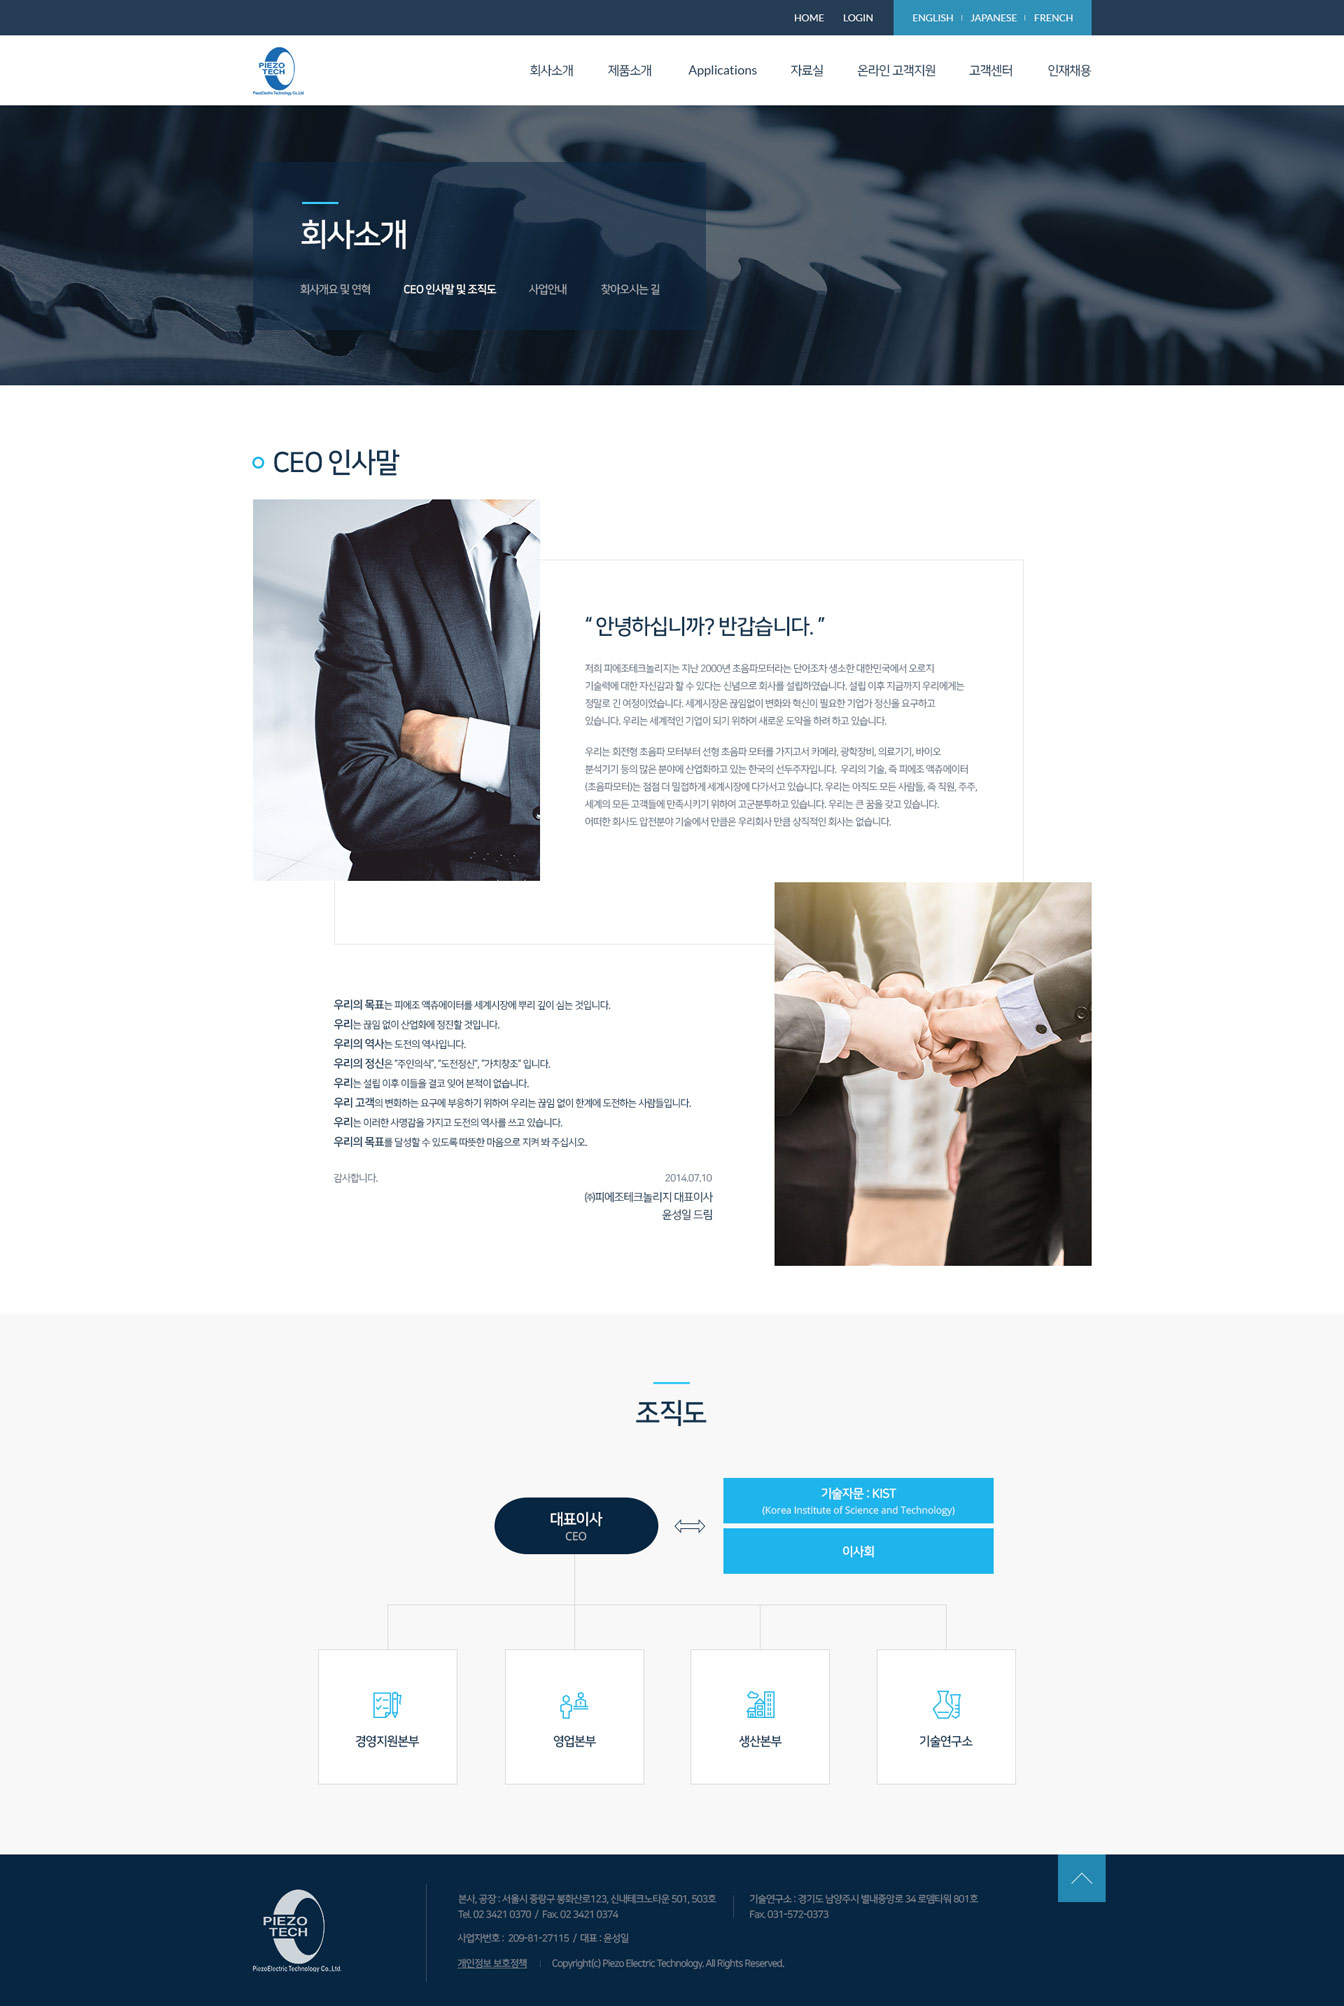 HOME LOGIN ENGLISH JAPANESE FRENCH
PIEZO
TECH
PiezoElectric Technology Co.,Ltd.
회사소개 제품소개 Applications 자료실 온라인 고객지원 고객센터 인재채용
회사소개
회사개요 및 연혁 CEO 인사말 및 조직도 사업안내 찾아오시는 길
CEO 인사말
“ 안녕하십니까? 반갑습니다. ”
저희 피에조테크놀리지는 지난 2000년 초음파모터라는 단어조차 생소한 대한민국에서 오로지
기술력에 대한 자신감과 할 수 있다는 신념으로 회사를 설립하였습니다. 설립 이후 지금까지 우리에게는
정말로 긴 여정이었습니다. 세계시장은 끊임없이 변화와 혁신이 필요한 기업가 정신을 요구하고
있습니다. 우리는 세계적인 기업이 되기 위하여 새로운 도약을 하려 하고 있습니다.
우리는 회전형 초음파 모터부터 선형 초음파 모터를 가지고서 카메라, 광학장비, 의료기기, 바이오
분석기기 등의 많은 분야에 산업화하고 있는 한국의 선두주자입니다. 우리의 기술, 즉 피에조 액츄에이터
(초음파모터)는 점점 더 밀접하게 세계시장에 다가서고 있습니다. 우리는 아직도 모든 사람들, 즉 직원, 주주,
세계의 모든 고객들에 만족시키기 위하여 고군분투하고 있습니다. 우리는 큰 꿈을 갖고 있습니다.
어떠한 회사도 압전분야 기술에서 만큼은 우리회사 만큼 상직적인 회사는 없습니다.
우리의 목표는 피에조 액츄에이터를 세계시장에 뿌리 깊이 심는 것입니다.
우리는 끊임 없이 산업화에 정진할 것입니다.
우리의 역사는 도전의 역사입니다.
우리의 정신은 “주인의식”, “도전정신”, “가치창조” 입니다.
우리는 설립 이후 이들을 결코 잊어 본적이 없습니다.
우리 고객의 변화하는 요구에 부응하기 위하여 우리는 끊임 없이 한계에 도전하는 사람들입니다.
우리는 이러한 사명감을 가지고 도전의 역사를 쓰고 있습니다.
우리의 목표를 달성할 수 있도록 따뜻한 마음으로 지켜 봐 주십시오.
감사합니다. 2014.07.10
㈜피에조테크놀리지 대표이사
윤성일 드림
조직도
대표이사
CEO
기술자문 : KIST
(Korea Institute of Science and Technology)
이사회
경영지원본부 영업본부 생산본부 기술연구소
PIEZO
TECH
PiezoElectric Technology Co.,Ltd.
본사, 공장 : 서울시 중랑구 봉화산로123, 신내테크노타운 501, 503호
Tel. 02 3421 0370 / Fax. 02 3421 0374
기술연구소 : 경기도 남양주시 별내중앙로 34 로뎀타워 801호
Fax. 031-572-0373
사업자번호 : 209-81-27115 / 대표 : 윤성일
개인정보 보호정책 Copyright(c) Piezo Electric Technology. All Rights Reserved.